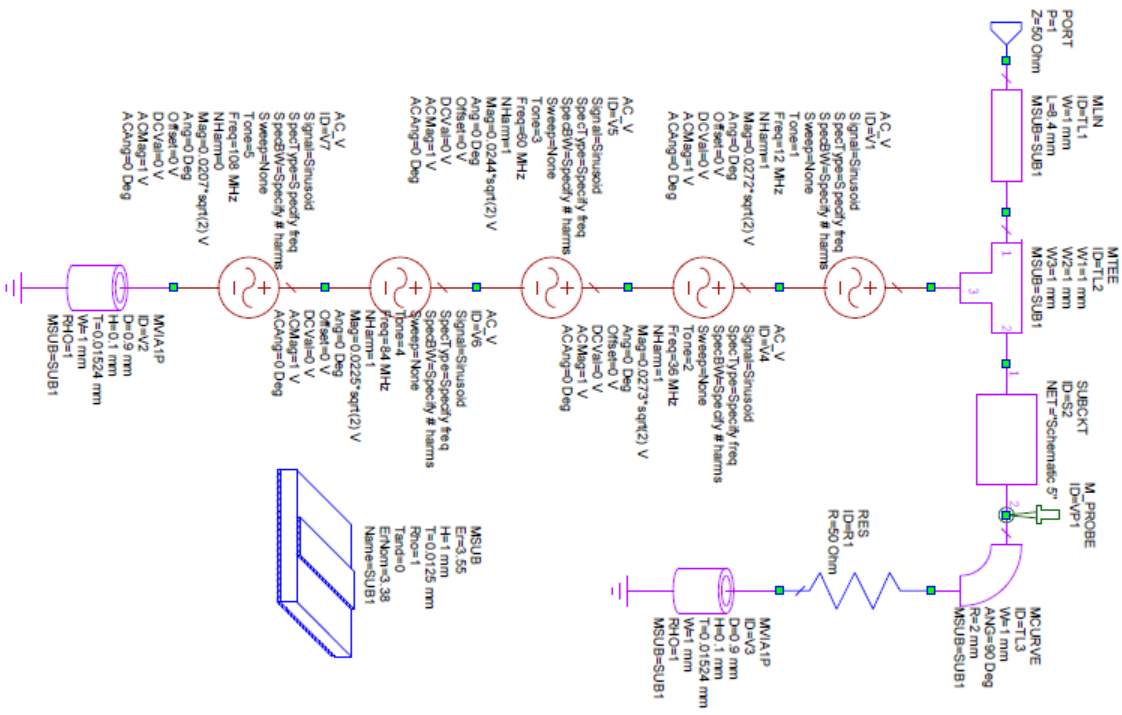 PORT
P=1
Z=50 Ohm
MLIN
ID=TL1
W=1 mm
L=8.4 mm
MSUB=SUB1
MTEE
ID=TL2
W1=1 mm
W2=1 mm
W3=1 mm
MSUB=SUB1
1
2
3
SUBCKT
ID=S2
NET="Schematic 5"
1
2
M_PROBE
ID=VP1
MCURVE
ID=TL3
W=1 mm
ANG=90 Deg
R=2 mm
MSUB=SUB1
RES
ID=R1
R=50 Ohm
MVIA1P
ID=V3
D=0.9 mm
H=0.1 mm
T=0.01524 mm
W=1 mm
RHO=1
MSUB=SUB1
AC_V
ID=V1
Signal=Sinusoid
SpecType=Specify freq
SpecBW=Specify # harms
Sweep=None
Tone=1
Freq=12 MHz
NHarm=1
Mag=0.0272*sqrt(2) V
Ang=0 Deg
Offset=0 V
DCVal=0 V
ACMag=1 V
ACAng=0 Deg
AC_V
ID=V4
Signal=Sinusoid
SpecType=Specify freq
SpecBW=Specify # harms
Sweep=None
Tone=2
Freq=36 MHz
NHarm=1
Mag=0.0273*sqrt(2) V
Ang=0 Deg
Offset=0 V
DCVal=0 V
ACMag=1 V
ACAng=0 Deg
AC_V
ID=V5
Signal=Sinusoid
SpecType=Specify freq
SpecBW=Specify # harms
Sweep=None
Tone=3
Freq=60 MHz
NHarm=1
Mag=0.0244*sqrt(2) V
Ang=0 Deg
Offset=0 V
DCVal=0 V
ACMag=1 V
ACAng=0 Deg
AC_V
ID=V6
Signal=Sinusoid
SpecType=Specify freq
SpecBW=Specify # harms
Sweep=None
Tone=4
Freq=84 MHz
NHarm=1
Mag=0.0225*sqrt(2) V
Ang=0 Deg
Offset=0 V
DCVal=0 V
ACMag=1 V
ACAng=0 Deg
AC_V
ID=V7
Signal=Sinusoid
SpecType=Specify freq
SpecBW=Specify # harms
Sweep=None
Tone=5
Freq=108 MHz
NHarm=0
Mag=0.0207*sqrt(2) V
Ang=0 Deg
Offset=0 V
DCVal=0 V
ACMag=1 V
ACAng=0 Deg
MVIA1P
ID=V2
D=0.9 mm
H=0.1 mm
T=0.01524 mm
W=1 mm
RHO=1
MSUB=SUB1
MSUB
Er=3.55
H=1 mm
T=0.0125 mm
Rho=1
Tand=0
ErNom=3.38
Name=SUB1